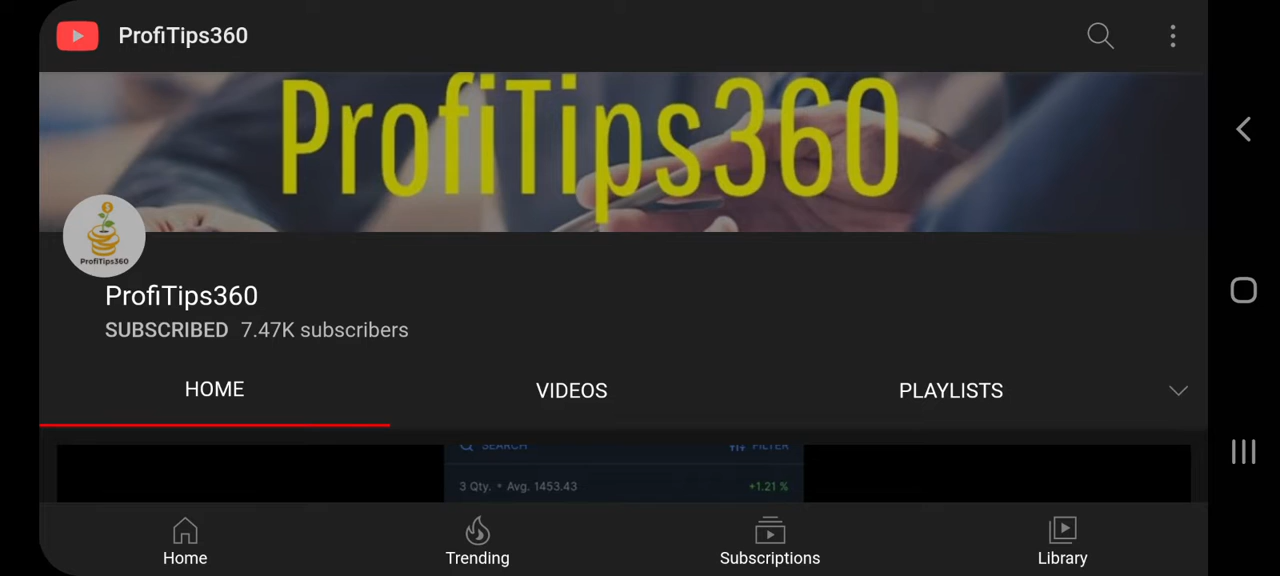 ProfiTips360
ProfiTips360
ProfiTips360
ProfiTips360
SUBSCRIBED 7.47K subscribers
HOME VIDEOS PLAYLISTS
SEARCH FILTER
3 Qty. • Avg. 1453.43 +1.21 %
Home Trending Subscriptions Library